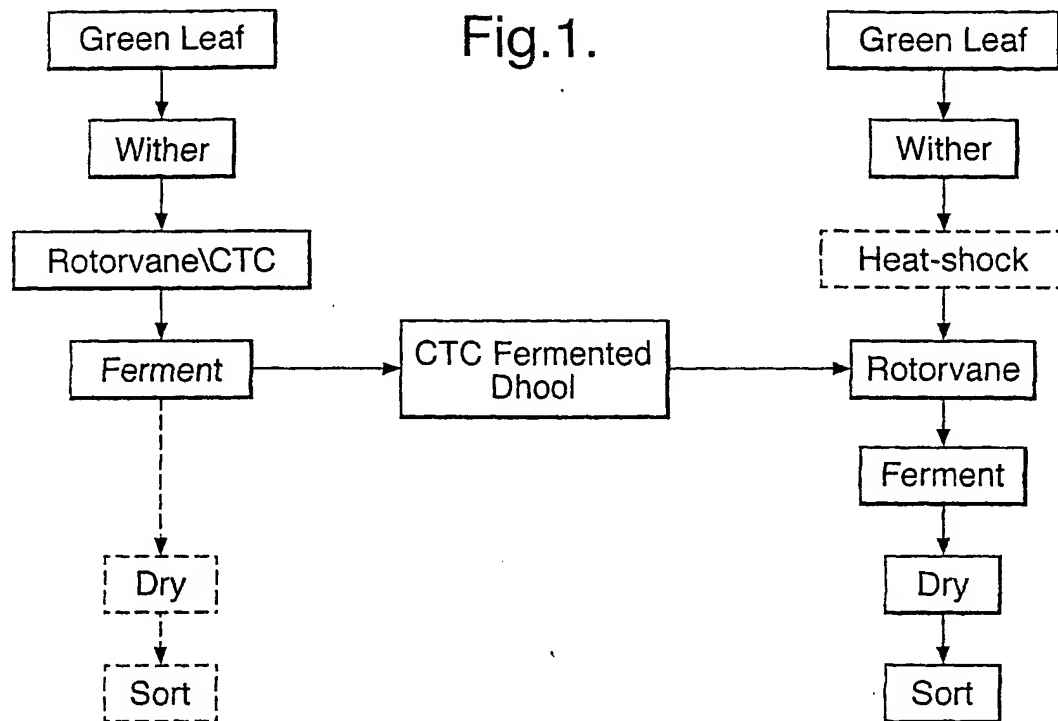 Fig.1.
Green Leaf
Wither
Rotorvane\CTC
Ferment
Dry
Sort
CTC Fermented
Dhool
Green Leaf
Wither
Heat-shock
Rotorvane
Ferment
Dry
Sort